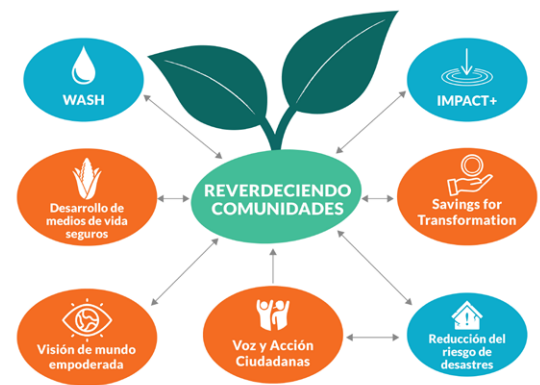 WASH
IMPACT+
REVERDECIENDO
COMUNIDADES
Desarrollo de
medios de vida
seguros
Savings for
Transformation
Visión de mundo
empoderada
Voz y Acción
Ciudadanas
Reducción del
riesgo de
desastres